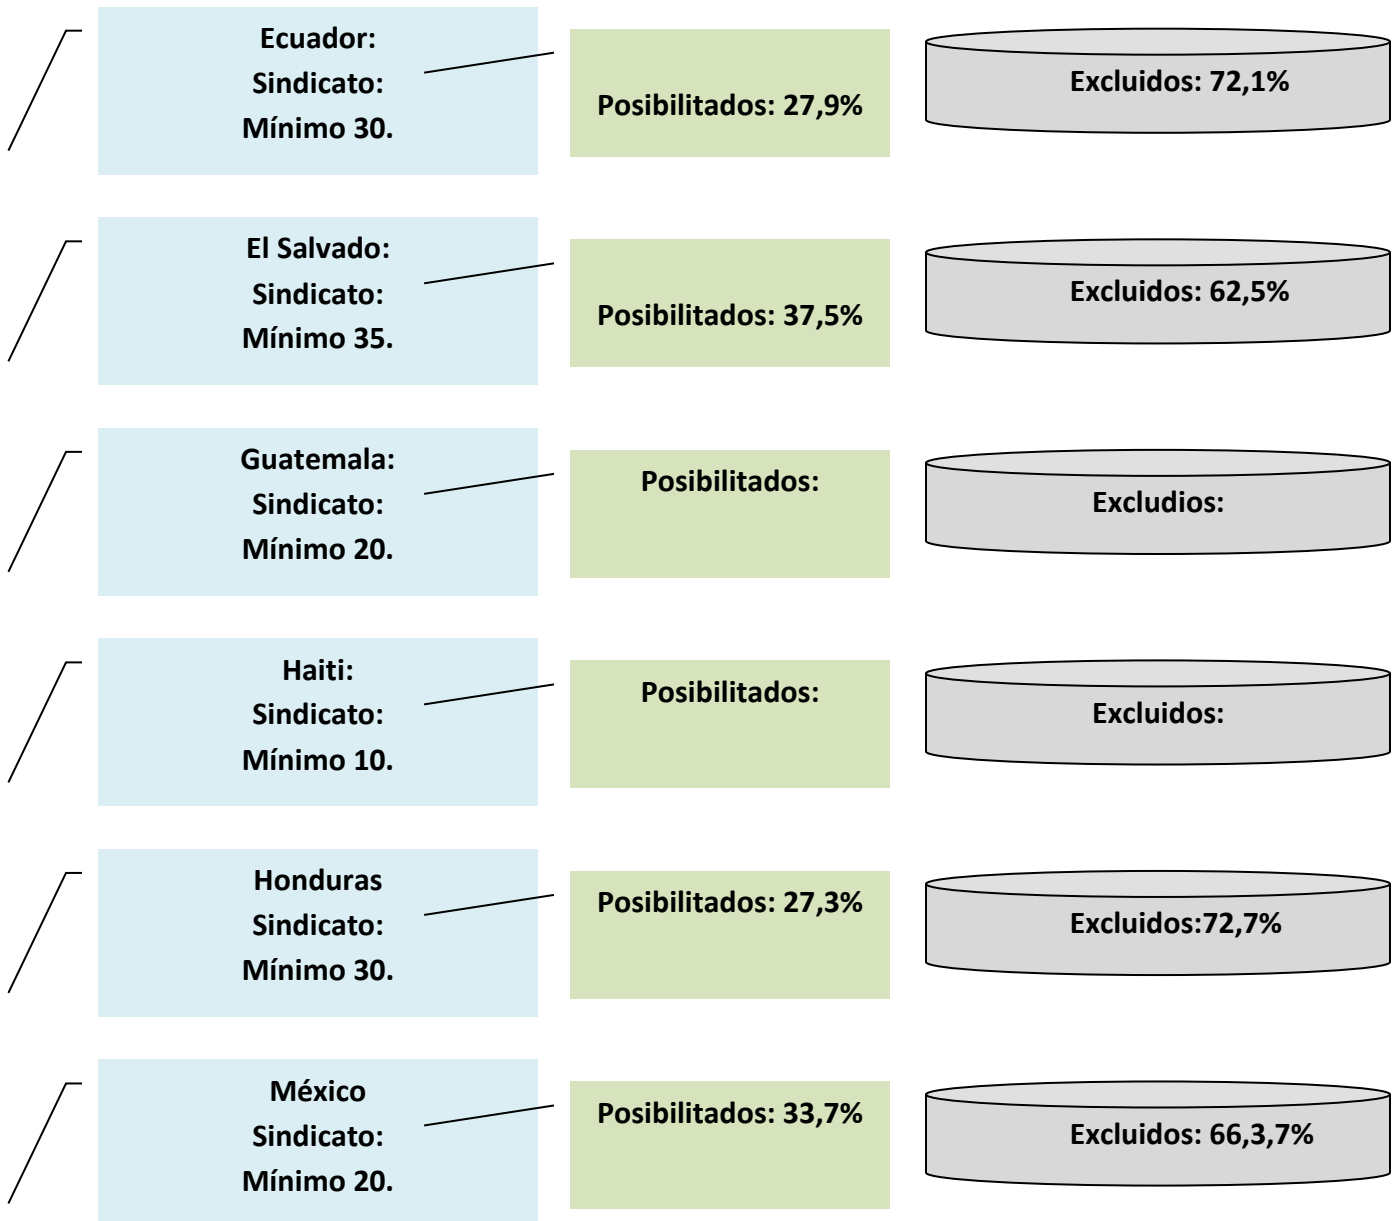 Ecuador:
Sindicato:
Mínimo 30.
Posibilitados: 27,9%
Excluidos: 72,1%
El Salvado:
Sindicato:
Mínimo 35.
Posibilitados: 37,5%
Excluidos: 62,5%
Guatemala:
Sindicato:
Mínimo 20.
Posibilitados:
Excludios:
Haiti:
Sindicato:
Mínimo 10.
Posibilitados:
Excluidos:
Honduras
Sindicato:
Mínimo 30.
Posibilitados: 27,3%
Excluidos:72,7%
México
Sindicato:
Mínimo 20.
Posibilitados: 33,7%
Excluidos: 66,3,7%